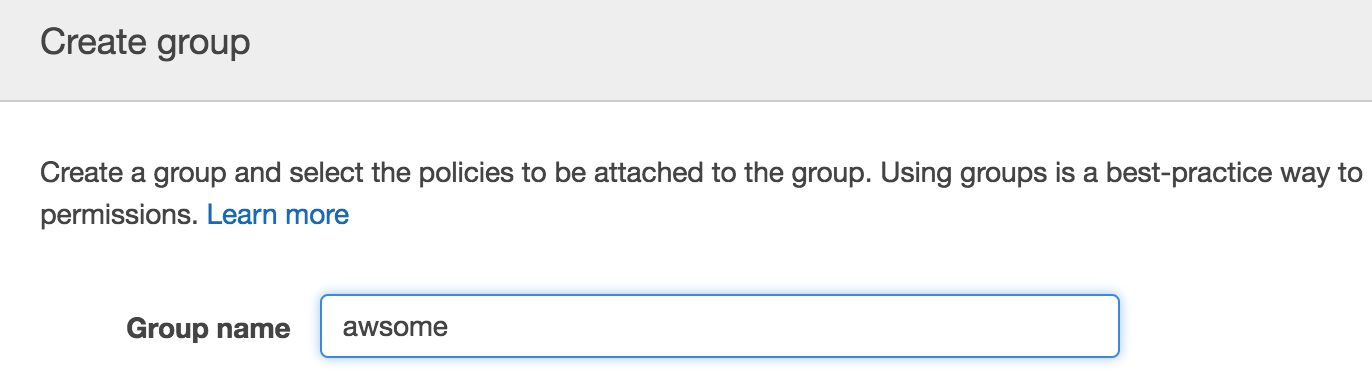 Create group
Create a group and select the policies to be attached to the group. Using groups is a best-practice way to
permissions. Learn more
Group name awsome